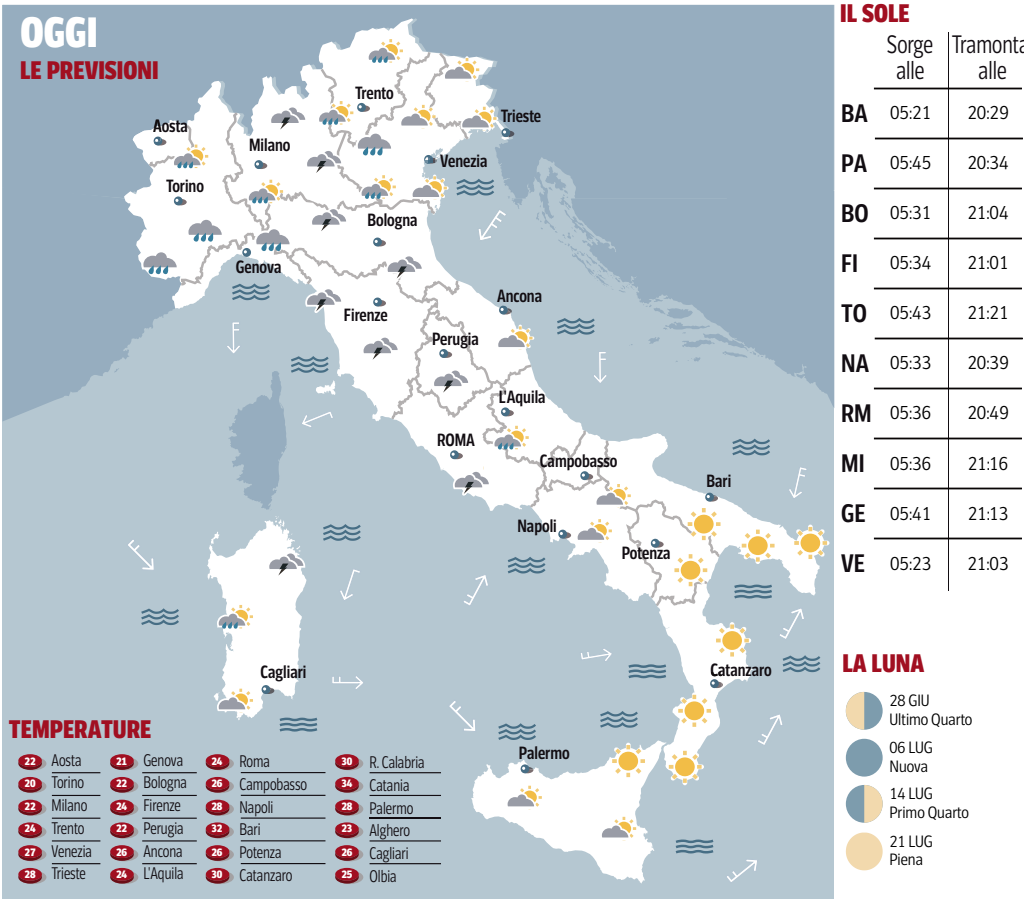 OGGI
LE PREVISIONI
Trento
Trieste
Aosta
Milano
Venezia
Torino
Bologna
Genova
Ancona
Firenze
Perugia
L'Aquila
ROMA
Campobasso
Bari
Napoli
Potenza
Cagliari
Catanzaro
Palermo
TEMPERATURE
22 Aosta
20 Torino
22 Milano
24 Trento
27 Venezia
28 Trieste
21 Genova
22 Bologna
24 Firenze
22 Perugia
26 Ancona
24 L'Aquila
24 Roma
26 Campobasso
28 Napoli
32 Bari
26 Potenza
30 Catanzaro
30 R. Calabria
34 Catania
28 Palermo
23 Alghero
26 Cagliari
25 Olbia
IL SOLE
Sorge alle Tramonta alle
BA 05:21 20:29
PA 05:45 20:34
BO 05:31 21:04
FI 05:34 21:01
TO 05:43 21:21
NA 05:33 20:39
RM 05:36 20:49
MI 05:36 21:16
GE 05:41 21:13
VE 05:23 21:03
LA LUNA
28 GIU
Ultimo Quarto
06 LUG
Nuova
14 LUG
Primo Quarto
21 LUG
Piena